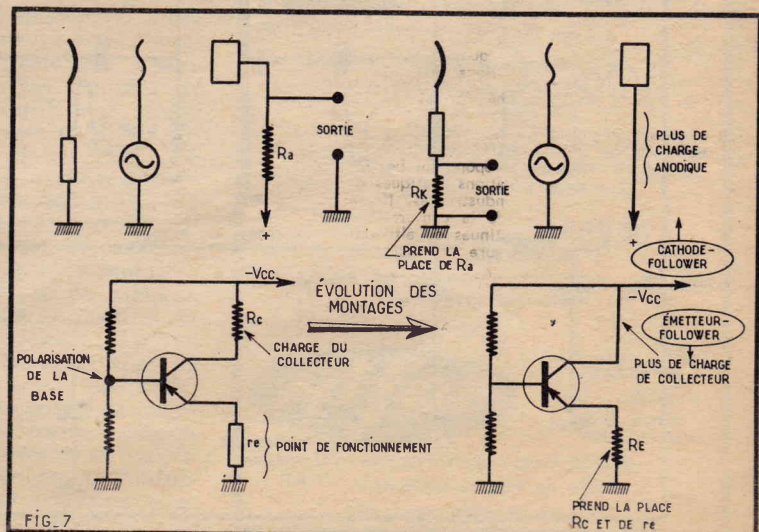 Ra
SORTIE
+
RK
SORTIE
PREND LA
PLACE DE Ra
PLUS DE
CHARGE
ANODIQUE
+
CATHODE-
FOLLOWER
-Vcc
Rc
CHARGE DU
COLLECTEUR
POLARISATION
DE LA
BASE
re
POINT DE FONCTIONNEMENT
ÉVOLUTION DES
MONTAGES
-Vcc
ÉMETTEUR-
FOLLOWER
PLUS DE CHARGE
DE COLLECTEUR
RE
PREND LA PLACE
RC ET DE re
FIG_7